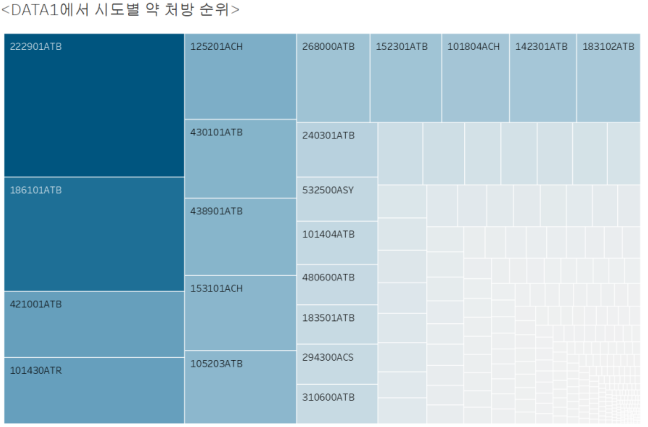 <DATA1에서 시도별 약 처방 순위>
222901ATB
186101ATB
421001ATB
101430ATR
125201ACH
430101ATB
438901ATB
153101ACH
105203ATB
268000ATB
152301ATB
101804ACH
142301ATB
183102ATB
240301ATB
532500ASY
101404ATB
480600ATB
183501ATB
294300ACS
310600ATB